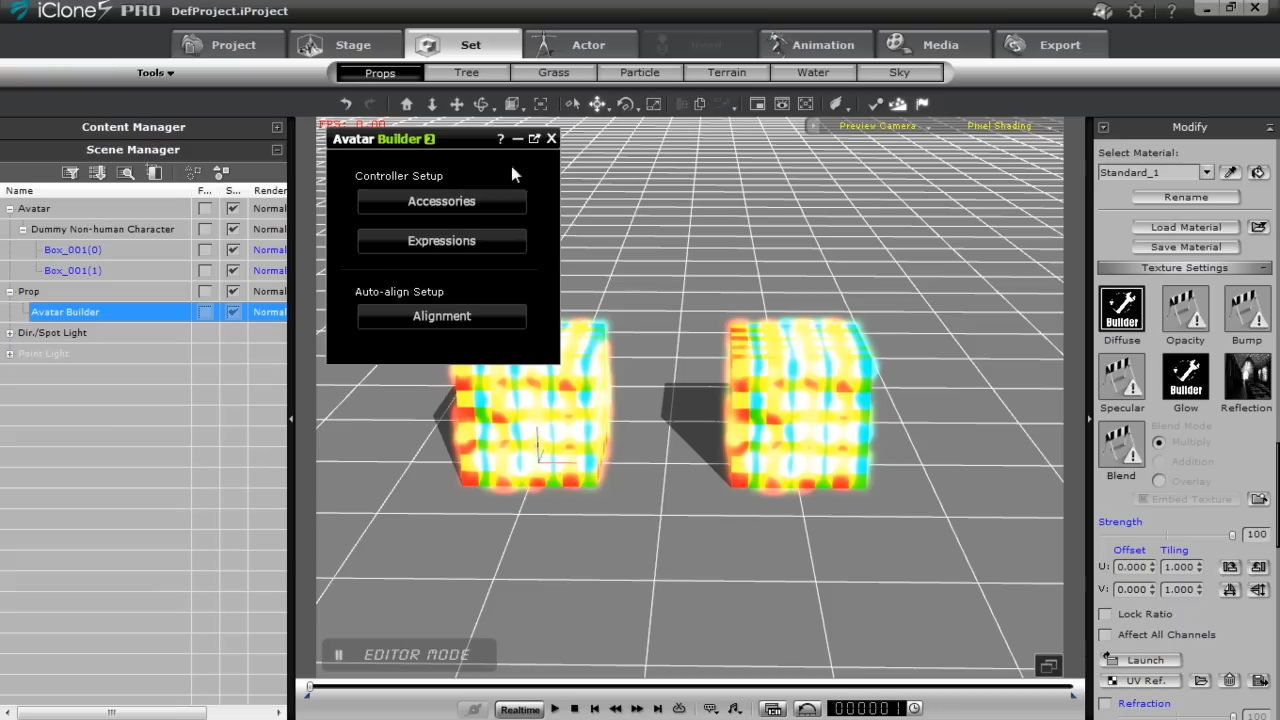 iClone5 PRO DefProject.iProject
Project Stage Set Actor Animation Media Export
Tools
Props Tree Grass Particle Terrain Water Sky
Content Manager
Scene Manager
Name F... S... Render
Avatar Normal
Dummy Non-human Character Normal
Box_001(0) Normal
Box_001(1) Normal
Prop Normal
Avatar Builder Normal
Dir./Spot Light
Point Light
Preview Camera Pixel Shading
Avatar Builder 2 ?
Controller Setup
Accessories
Expressions
Auto-align Setup
Alignment
EDITOR MODE
Realtime
000001
Modify
Select Material:
Standard_1
Rename
Load Material
Save Material
Texture Settings
Builder
Diffuse Opacity Bump
Builder
Specular Glow Reflection
Blend Mode
Multiply
Addition
Blend Overlay
Embed Texture
Strength
100
Offset Tiling
U: 0.000 1.000
V: 0.000 1.000
Lock Ratio
Affect All Channels
Launch
UV Ref.
Refraction
100